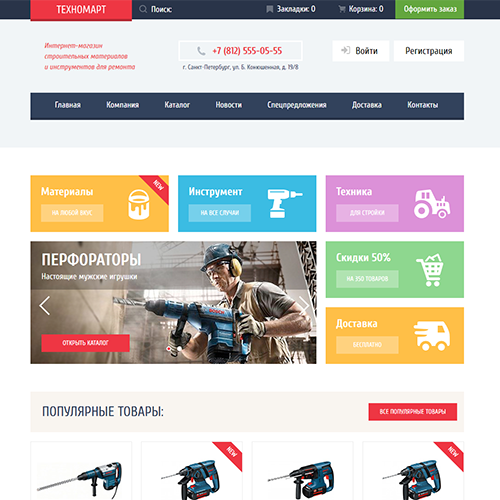 ТЕХНОМАРТ
Поиск:
Закладки: 0
Корзина: 0
Оформить заказ
Интернет-магазин
строительных материалов
и инструментов для ремонта
+7 (812) 555-05-55
г. Санкт-Петербург, ул. Б. Конюшенная, д. 19/8
Войти
Регистрация
Главная
Компания
Каталог
Новости
Спецпредложения
Доставка
Контакты
Материалы
НА ЛЮБОЙ ВКУС
NEW
Инструмент
НА ВСЕ СЛУЧАИ
Техника
ДЛЯ СТРОЙКИ
ПЕРФОРАТОРЫ
Настоящие мужские игрушки
BOSCH
ОТКРЫТЬ КАТАЛОГ
Скидки 50%
НА 350 ТОВАРОВ
Доставка
БЕСПЛАТНО
ПОПУЛЯРНЫЕ ТОВАРЫ:
ВСЕ ПОПУЛЯРНЫЕ ТОВАРЫ
NEW
NEW